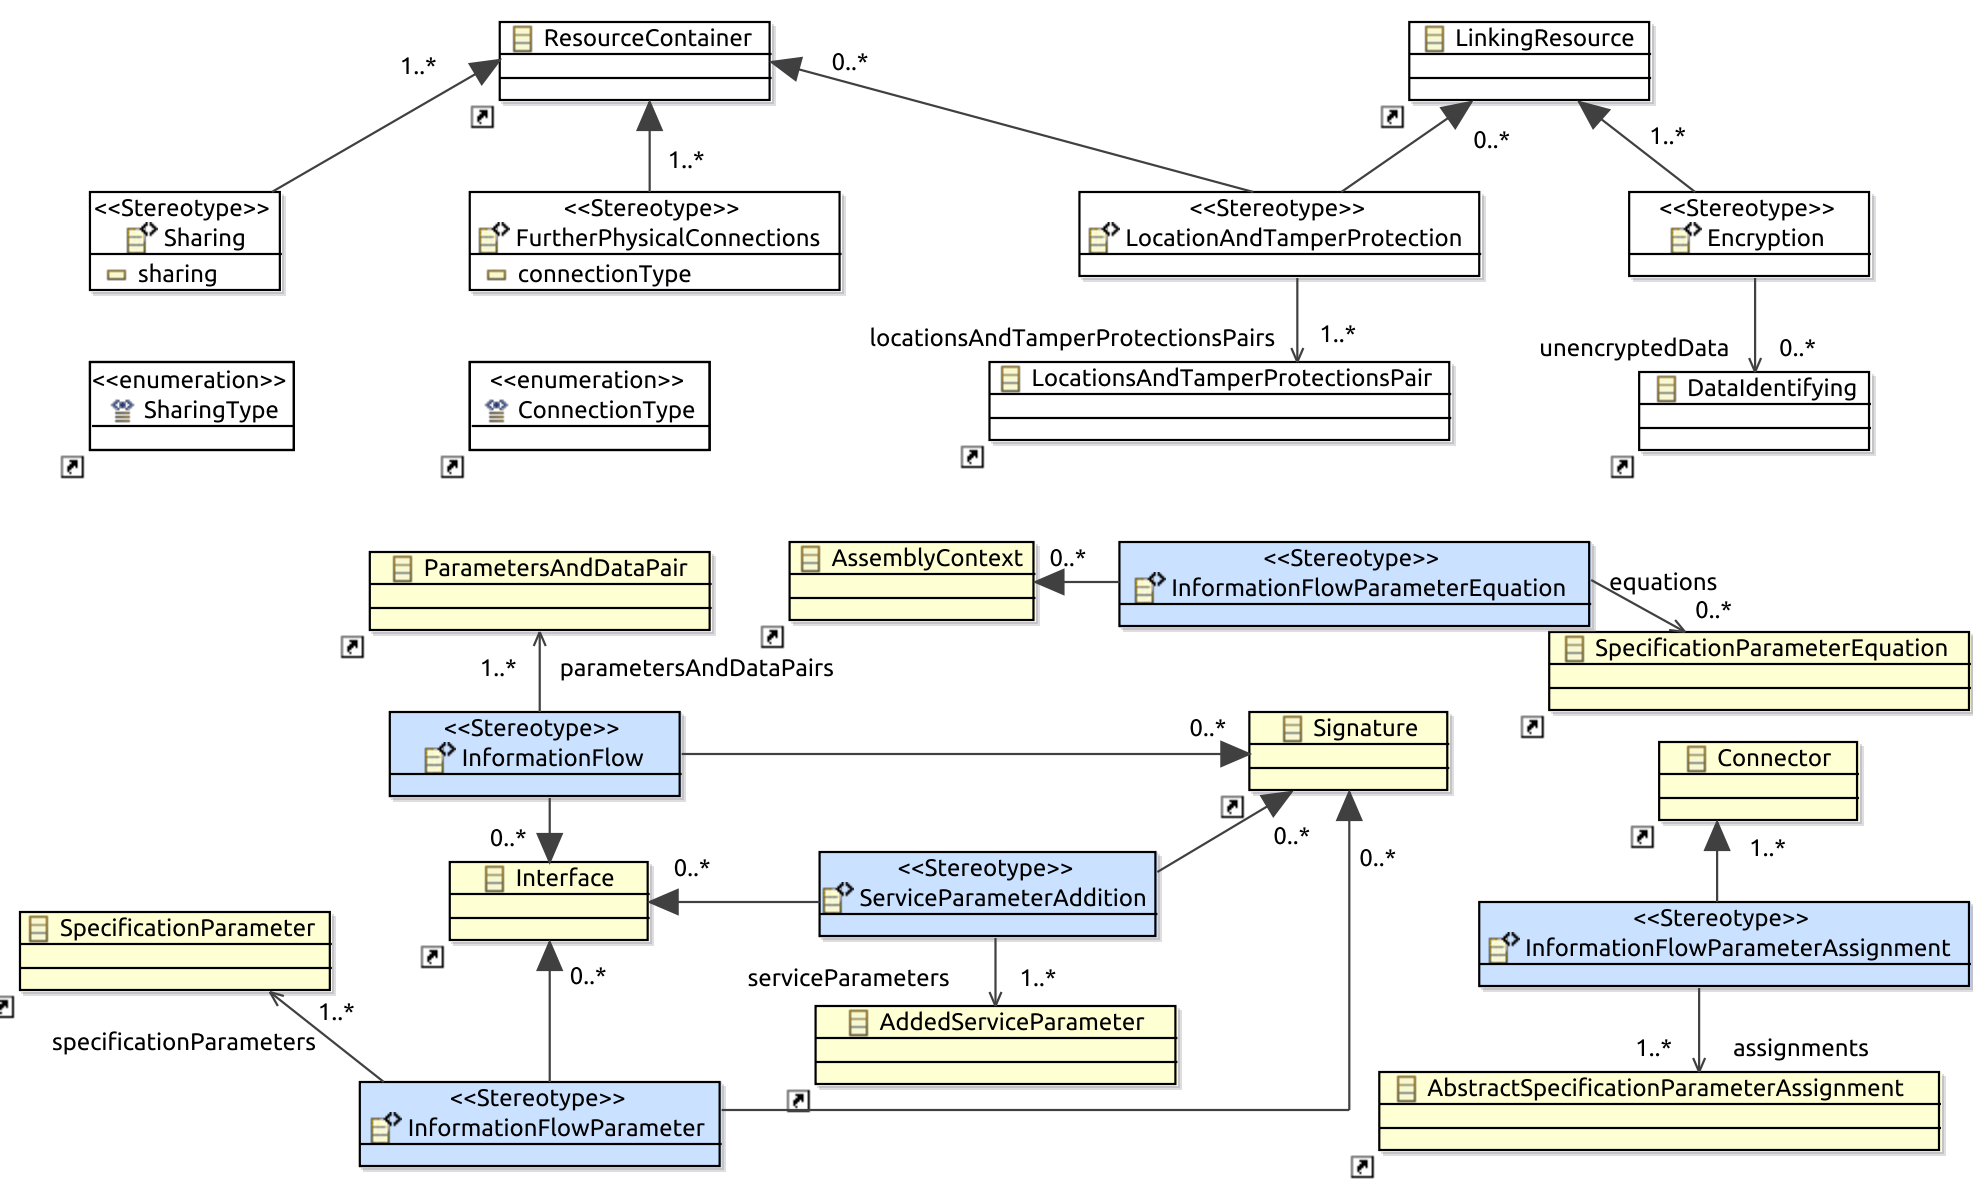 ResourceContainer
LinkingResource
1..*
0..*
1..*
0..*
1..*
<<Stereotype>>
Sharing
sharing
<<Stereotype>>
FurtherPhysicalConnections
connectionType
<<Stereotype>>
LocationAndTamperProtection
<<Stereotype>>
Encryption
locationsAndTamperProtectionsPairs
1..*
unencryptedData
0..*
<<enumeration>>
SharingType
<<enumeration>>
ConnectionType
LocationsAndTamperProtectionsPair
DataIdentifying
ParametersAndDataPair
AssemblyContext
0..*
<<Stereotype>>
InformationFlowParameterEquation
equations
0..*
SpecificationParameterEquation
1..*
parametersAndDataPairs
<<Stereotype>>
InformationFlow
0..*
Signature
Connector
0..*
0..*
0..*
1..*
Interface
0..*
<<Stereotype>>
ServiceParameterAddition
<<Stereotype>>
InformationFlowParameterAssignment
SpecificationParameter
0..*
serviceParameters
1..*
1..*
specificationParameters
AddedServiceParameter
1..*
assignments
AbstractSpecificationParameterAssignment
<<Stereotype>>
InformationFlowParameter